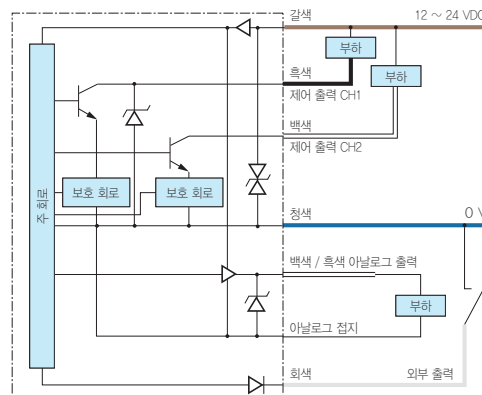 갈색
12 ~ 24 VDC
부하
흑색
제어 출력 CH1
부하
백색
제어 출력 CH2
주 회로
보호 회로
보호 회로
청색
0 V
백색 / 흑색 아날로그 출력
부하
아날로그 접지
회색
외부 출력